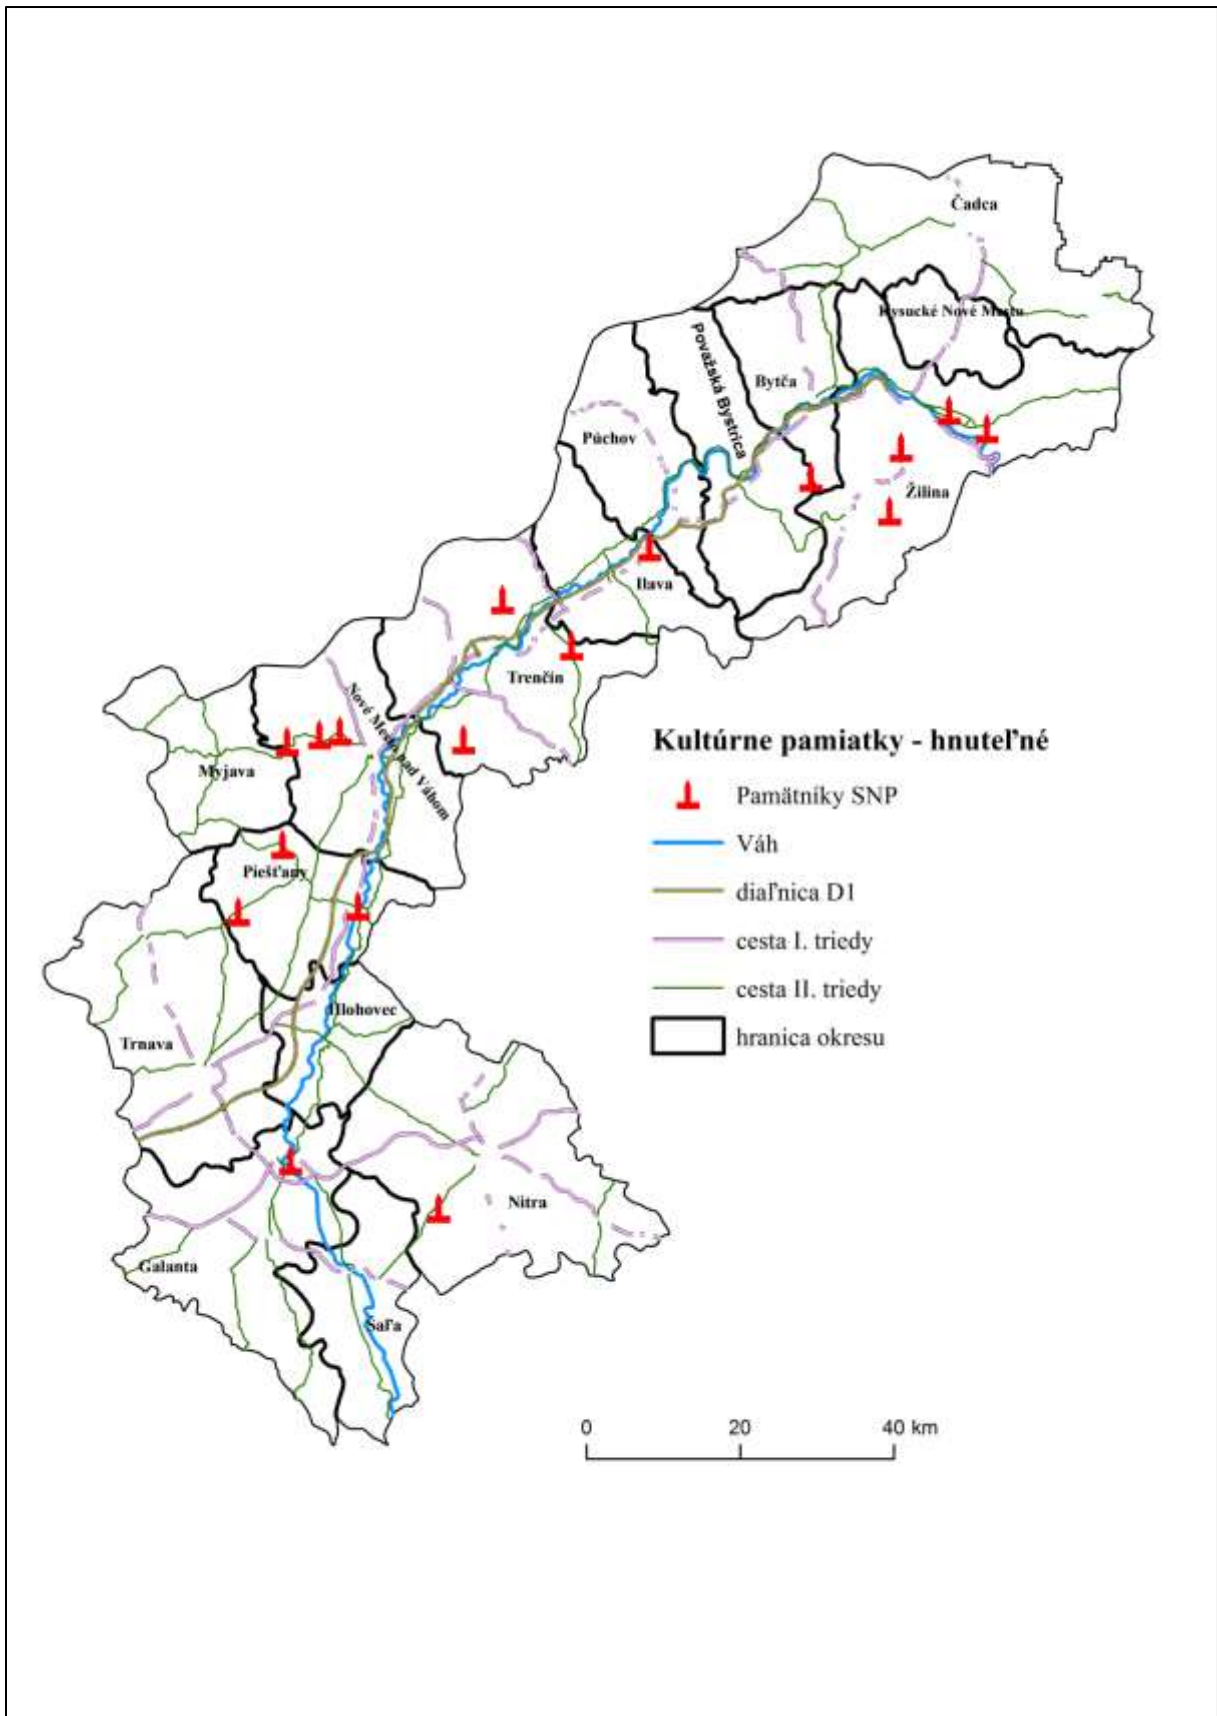 Čadca
Kysucké Nové Mesto
Považská Bystrica
Bytča
Púchov
Žilina
Ilava
Trenčín
Nové Mesto nad Váhom
Myjava
Piešťany
Hlohovec
Trnava
Nitra
Galanta
Šaľa
Kultúrne pamiatky - hnuteľné
Pamätníky SNP
Váh
diaľnica D1
cesta I. triedy
cesta II. triedy
hranica okresu
0 20 40 km